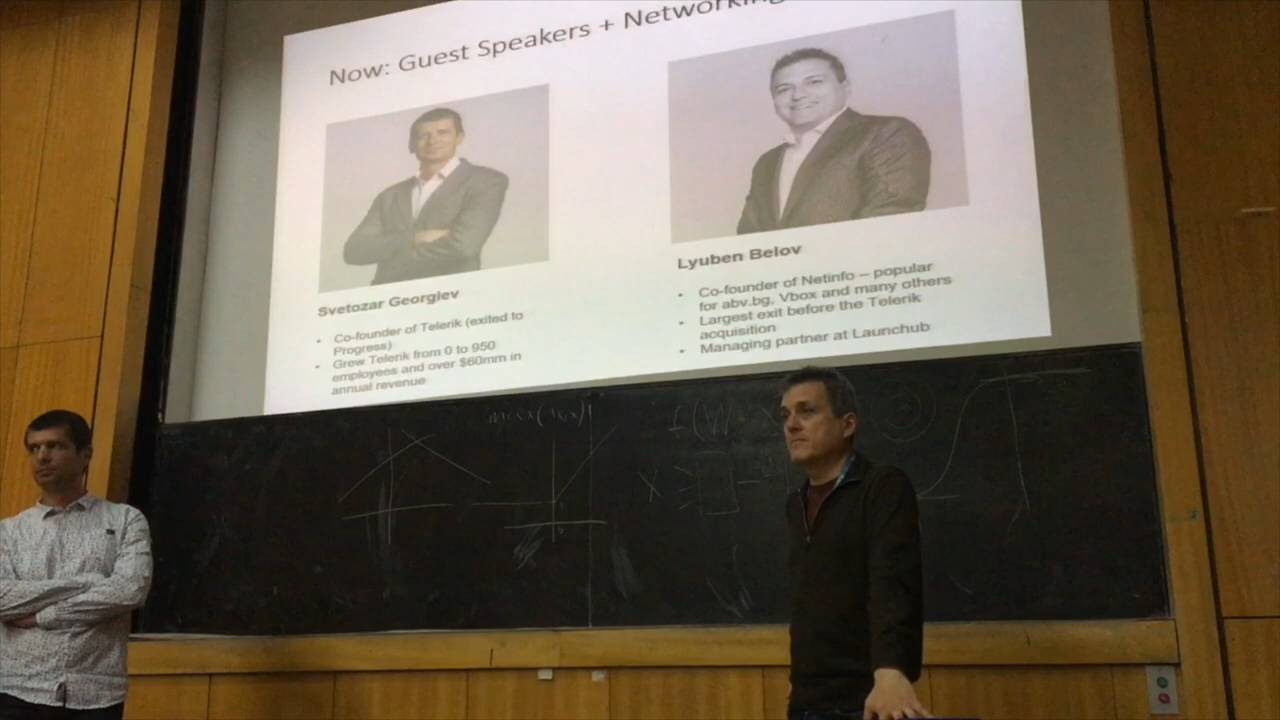 Now: Guest Speakers + Networking
Svetozar Georgiev
• Co-founder of Telerik (exited to
Progress)
• Grew Telerik from 0 to 950
employees and over $60mm in
annual revenue
Lyuben Belov
• Co-founder of Netinfo – popular
for abv.bg, Vbox and many others
• Largest exit before the Telerik
acquisition
• Managing partner at Launchub
X